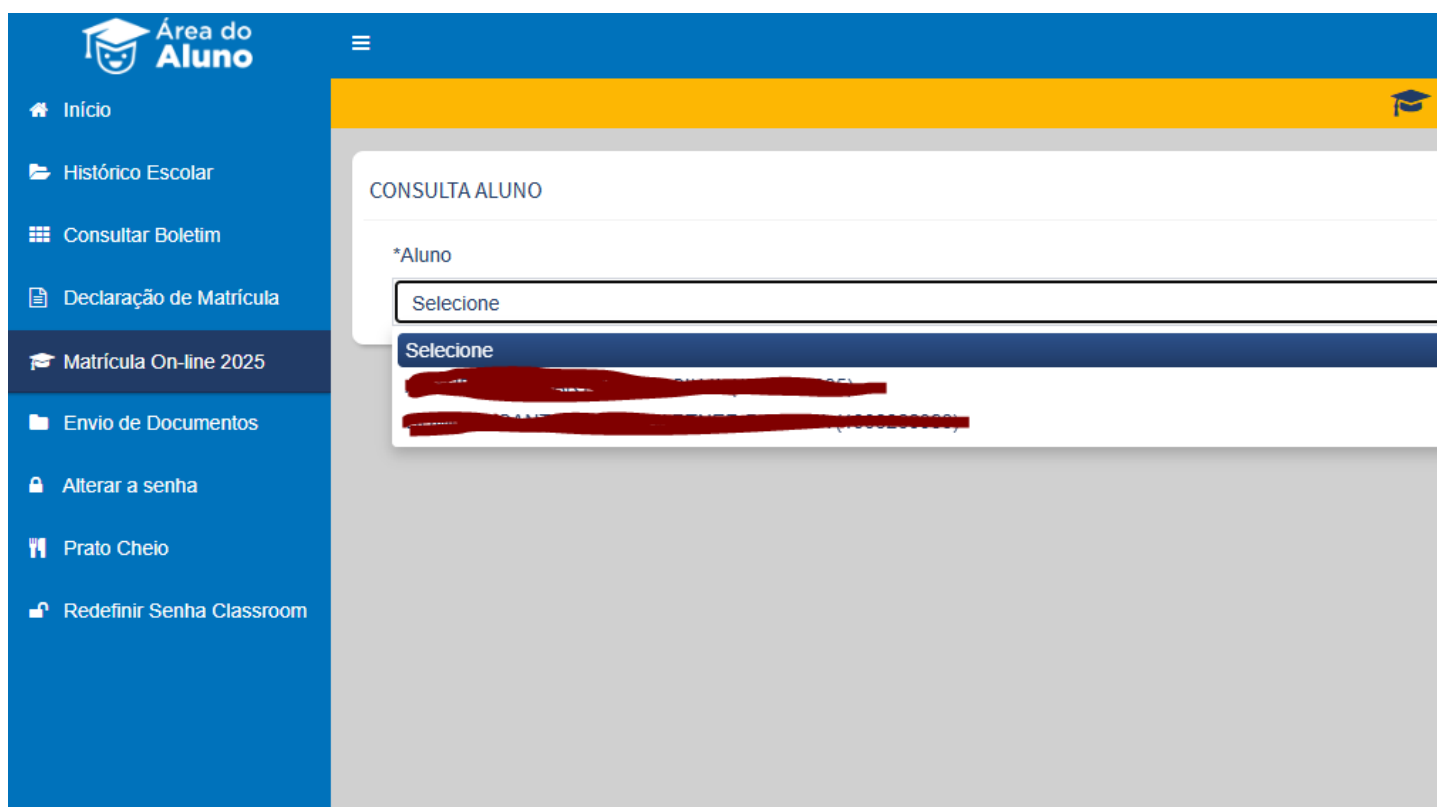 Área do
Aluno
Início
Histórico Escolar
Consultar Boletim
Declaração de Matrícula
Matrícula On-line 2025
Envio de Documentos
Alterar a senha
Prato Cheio
Redefinir Senha Classroom
CONSULTA ALUNO
*Aluno
Selecione
Selecione